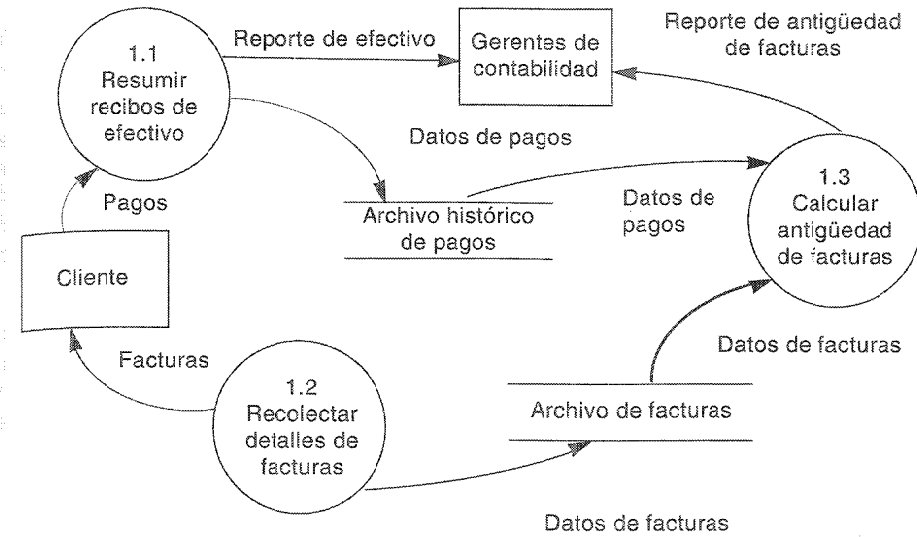 1.1
Resumir
recibos de
efectivo
Reporte de efectivo
Gerentes de
contabilidad
Reporte de antigüedad
de facturas
Datos de pagos
Pagos
Archivo histórico
de pagos
Datos de
pagos
1.3
Calcular
antigüedad
de facturas
Cliente
Facturas
Datos de facturas
1.2
Recolectar
detalles de
facturas
Archivo de facturas
Datos de facturas